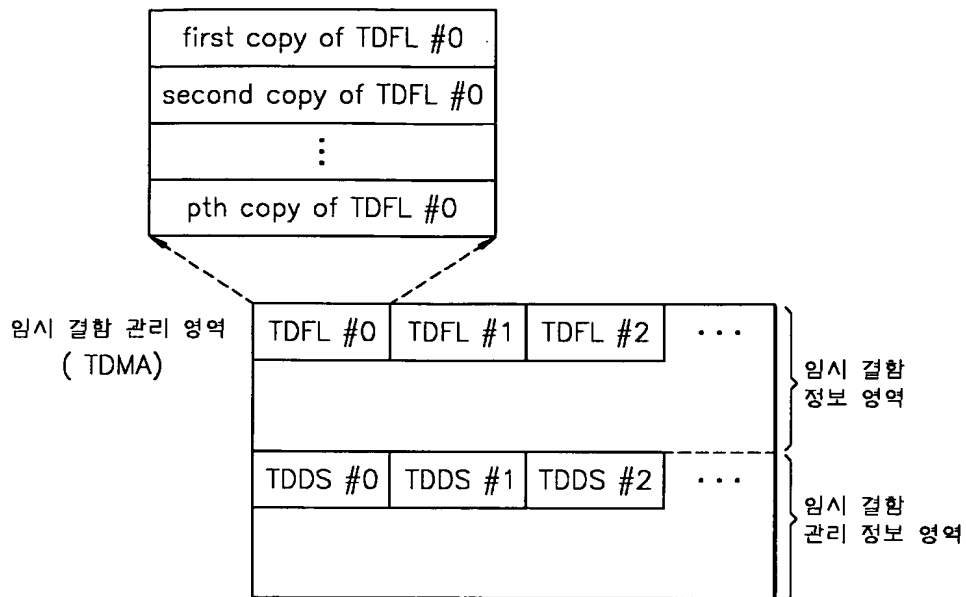 first copy of TDFL #0
second copy of TDFL #0
⋮
pth copy of TDFL #0
임시 결함 관리 영역
( TDMA)
TDFL #0 TDFL #1 TDFL #2 ···
임시 결함
정보 영역
TDDS #0 TDDS #1 TDDS #2 ···
임시 결함
관리 정보 영역